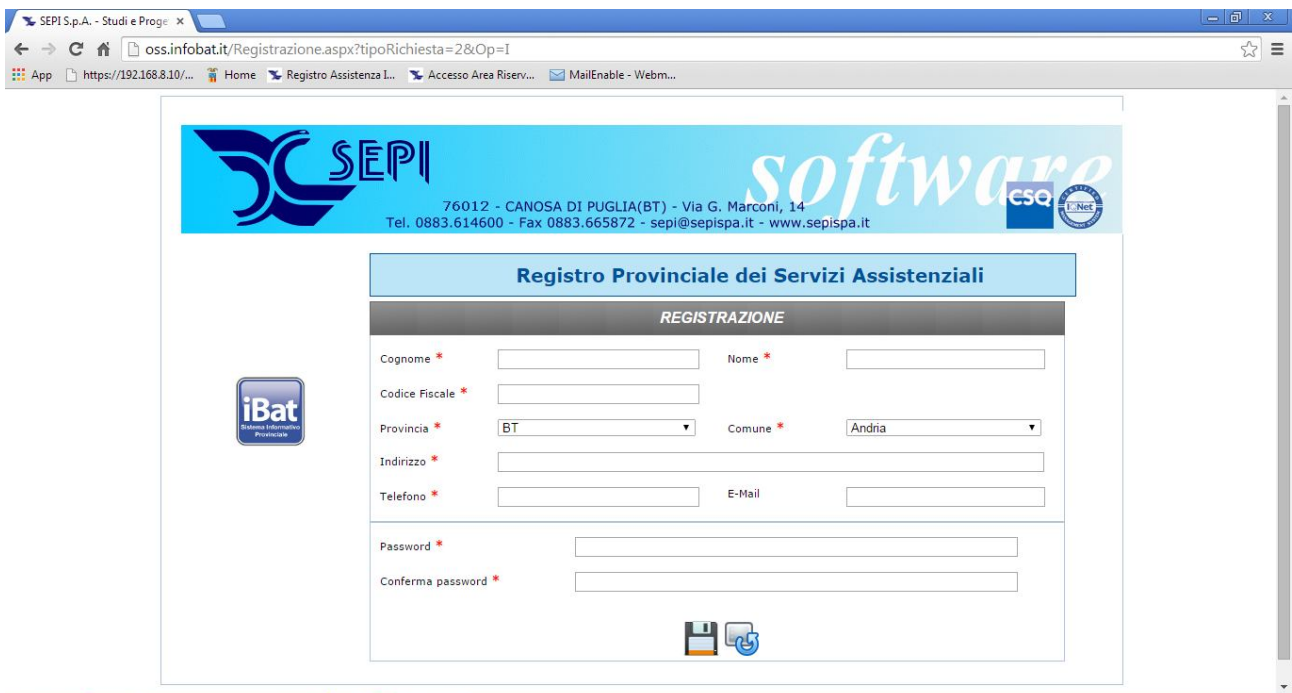 SEPI S.p.A. - Studi e Proge
oss.infobat.it/Registrazione.aspx?tipoRichiesta=2&Op=I
App https://192.168.8.10/... Home Registro Assistenza I... Accesso Area Riserv... MailEnable - Webm...
SEPI software
76012 - CANOSA DI PUGLIA(BT) - Via G. Marconi, 14
Tel. 0883.614600 - Fax 0883.665872 - sepi@sepispa.it - www.sepispa.it
CSQ IQNet
Registro Provinciale dei Servizi Assistenziali
REGISTRAZIONE
Cognome * Nome *
Codice Fiscale *
iBat
Sistema Informativo
Provinciale
Provincia * BT Comune * Andria
Indirizzo *
Telefono * E-Mail
Password *
Conferma password *